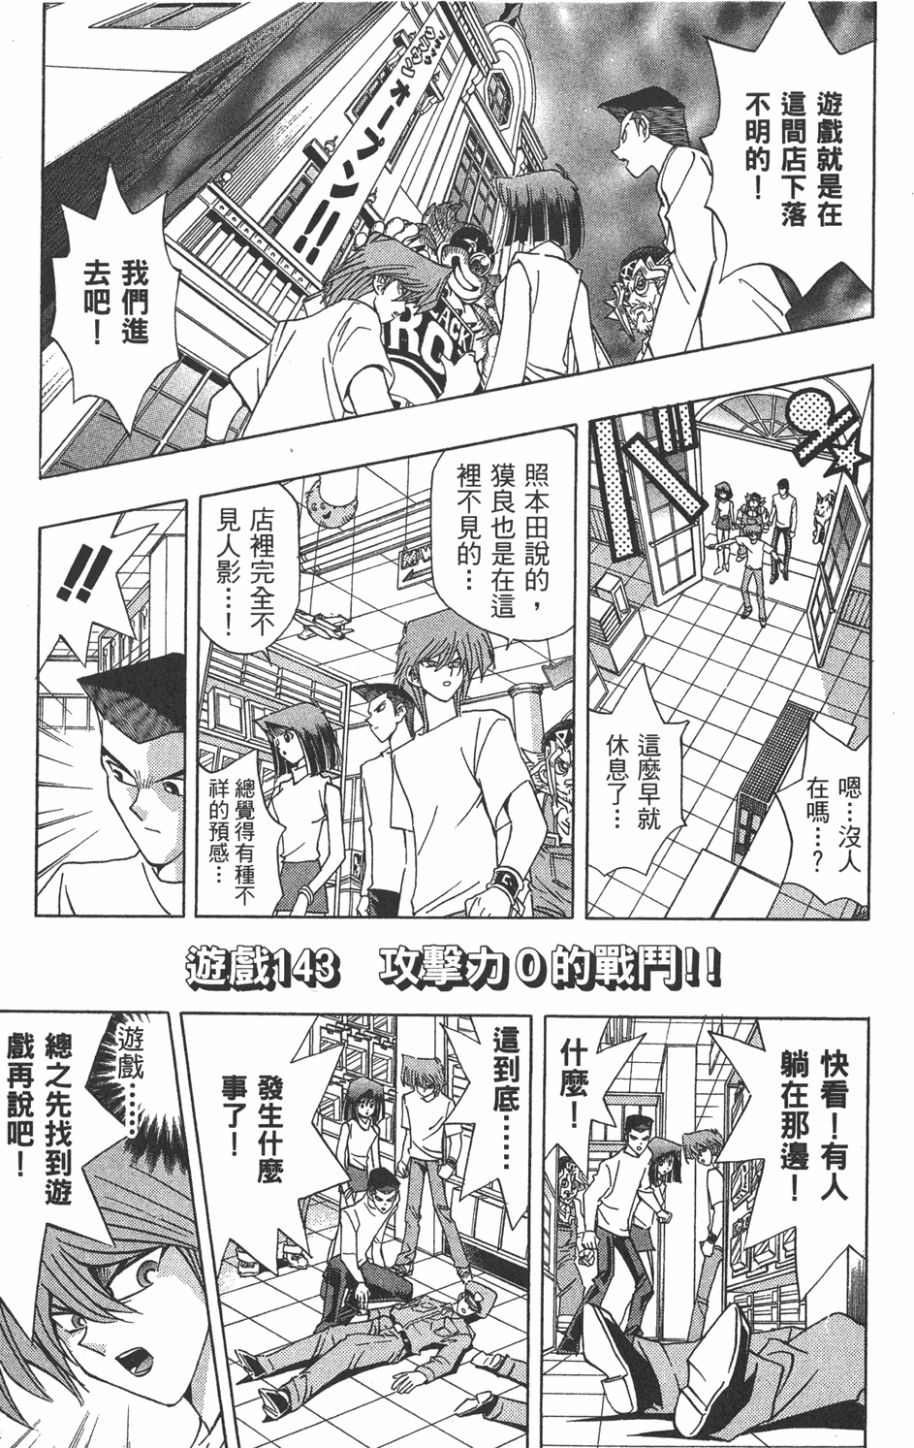 遊戲就是在
這間店下落
不明的！
オープン!!
ACK
RO
我們進
去吧！
バン
嗯…沒人
在嗎…？
這麼早就
休息了…
照本田說的，
獏良也是在這
裡不見的…
店裡完全不
見人影…！
總覺得有種不
祥的預感…
!!
遊戲143　攻擊力0的戰鬥!!
快看！有人
躺在那邊！
什麼！
這到底……
發生什麼
事了！
遊戲……
總之先找到遊
戲再說吧！